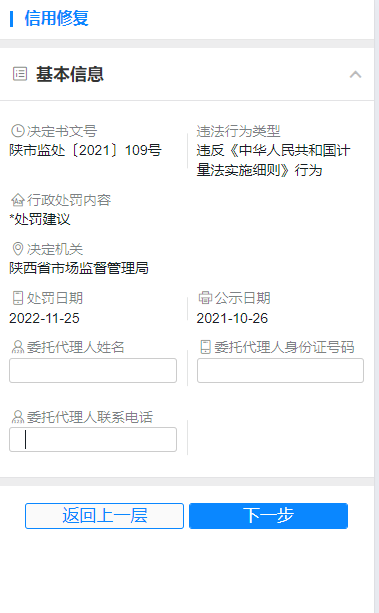 信用修复
基本信息
决定书文号
陕市监处〔2021〕109号
违法行为类型
违反《中华人民共和国计
量法实施细则》行为
行政处罚内容
*处罚建议
决定机关
陕西省市场监督管理局
处罚日期
2022-11-25
公示日期
2021-10-26
委托代理人姓名
委托代理人身份证号码
委托代理人联系电话
返回上一层
下一步